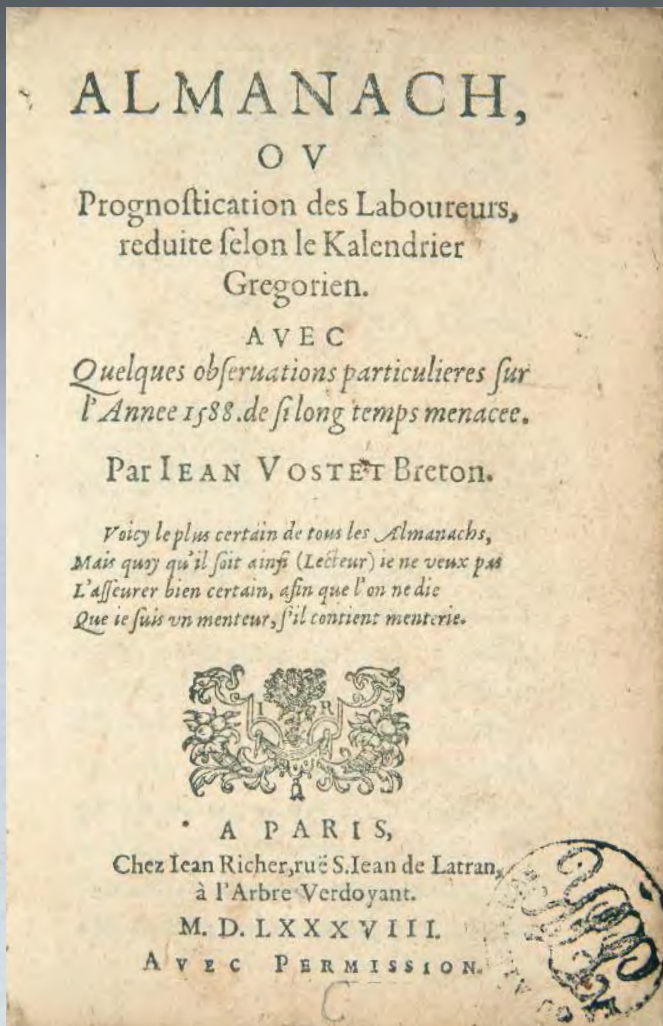 ALMANACH,
OV
Prognoſtication des Laboureurs,
reduite ſelon le Kalendrier
Gregorien.
AVEC
Quelques obſeruations particulieres ſur
l'Annee 1588. de ſi long temps menacee.
Par IEAN VOSTET Breton.
Voicy le plus certain de tous les Almanachs,
Mais quoy qu'il ſoit ainſi (Lecteur) ie ne veux pas
L'aſſeurer bien certain, afin que l'on ne die
Que ie ſuis vn menteur, ſ'il contient menterie.
I R
A PARIS,
Chez Iean Richer, ruë S. Iean de Latran,
à l'Arbre Verdoyant.
M. D. LXXXVIII.
AVEC PERMISSION.
C